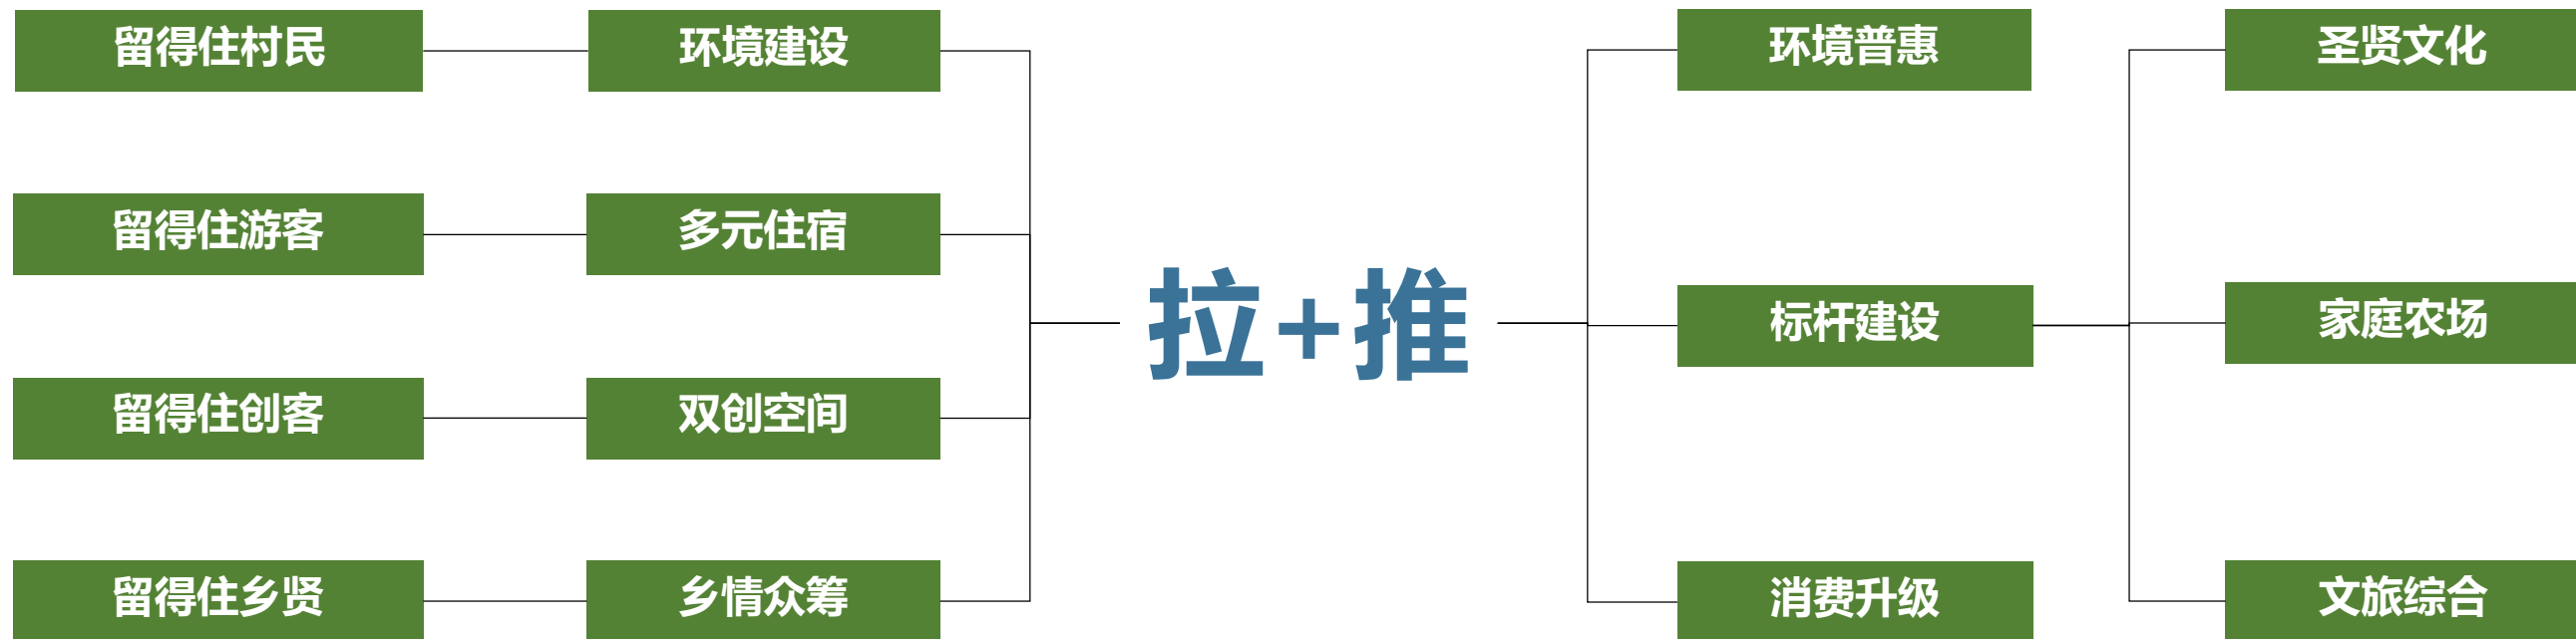 留得住村民
环境建设
环境普惠
圣贤文化
留得住游客
多元住宿
拉+推
标杆建设
家庭农场
留得住创客
双创空间
留得住乡贤
乡情众筹
消费升级
文旅综合